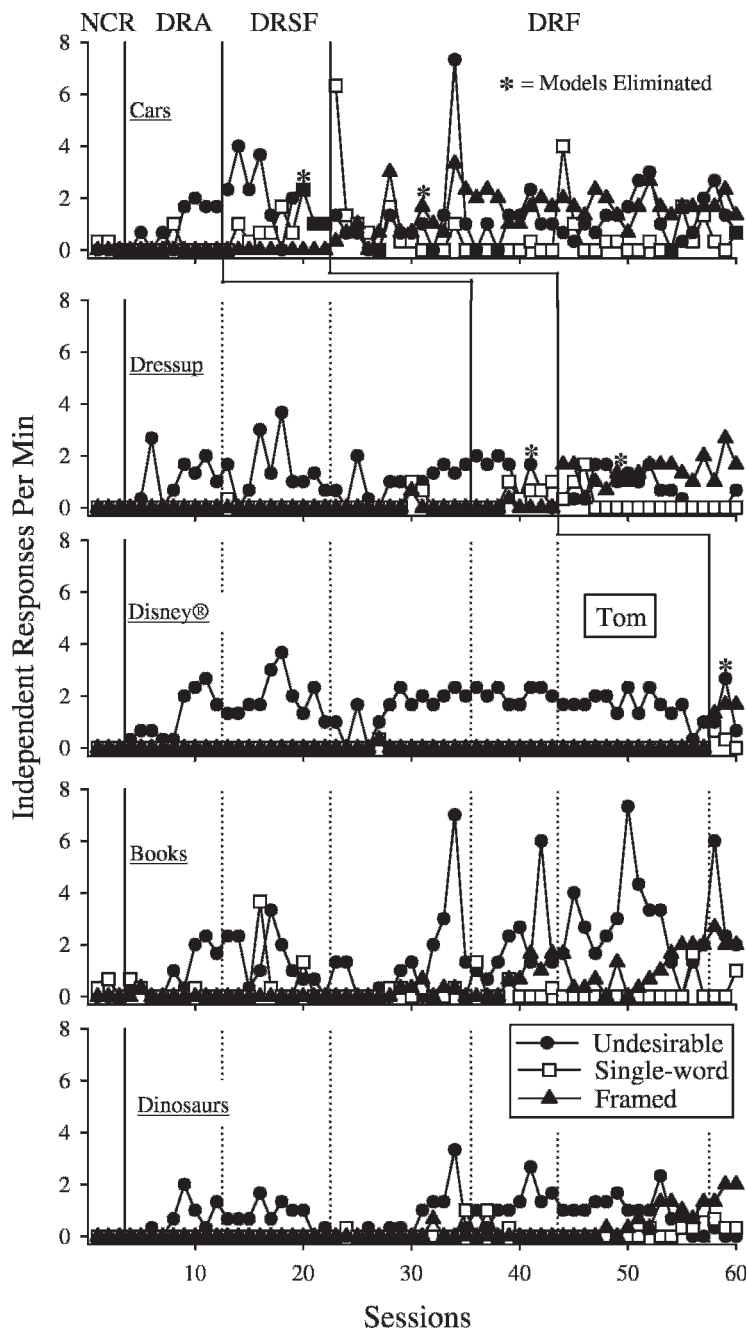 NCR DRA DRSF DRF
8
6
4
2
0
Cars
* = Models Eliminated
*
*
8
6
4
2
0
Dressup
*
*
8
6
4
2
0
Disney®
Tom
*
8
6
4
2
0
Books
8
6
4
2
0
Dinosaurs
Undesirable
Single-word
Framed
10 20 30 40 50 60
Sessions
Independent Responses Per Min